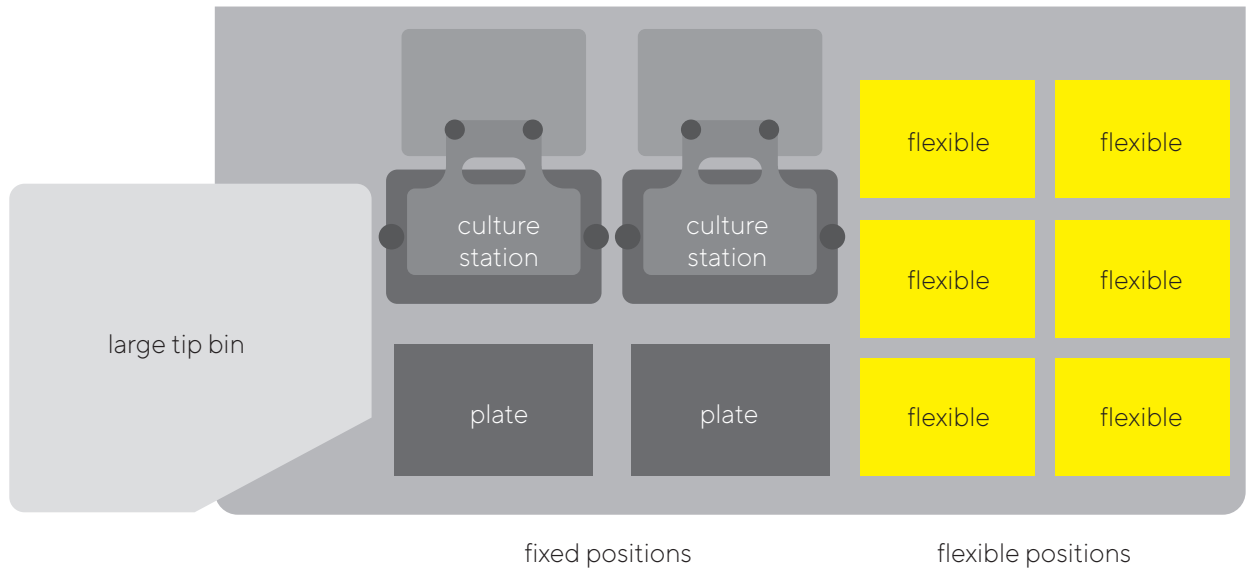 flexible
flexible
culture
station
culture
station
flexible
flexible
large tip bin
plate
plate
flexible
flexible
fixed positions
flexible positions